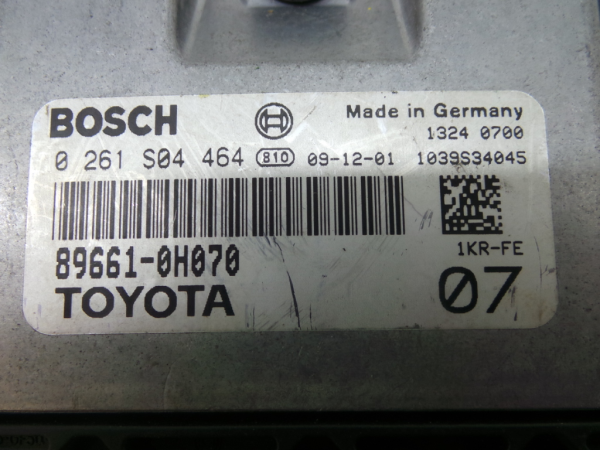 BOSCH Made in Germany
1324 0700
0 261 S04 464 810 09-12-01 1039S34045
89661-0H070 1KR-FE
TOYOTA 07